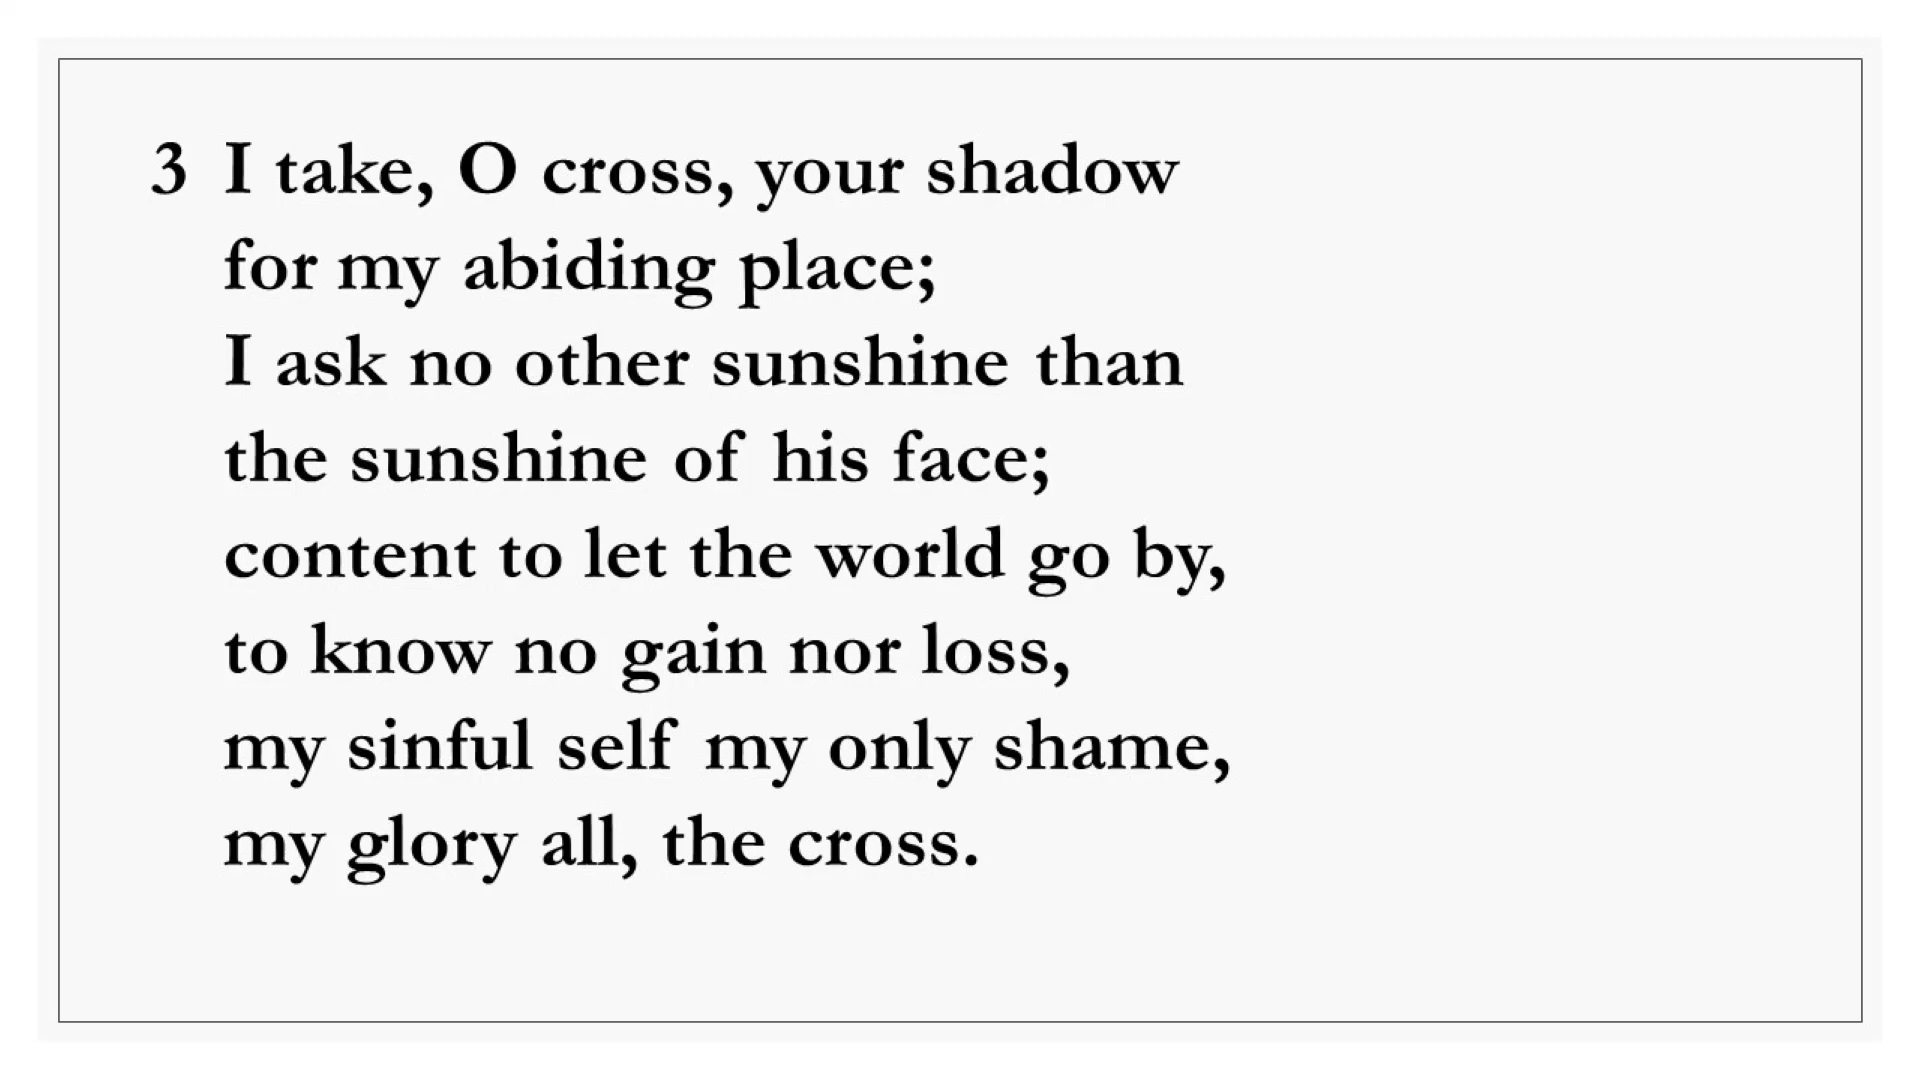 3 I take, O cross, your shadow
for my abiding place;
I ask no other sunshine than
the sunshine of his face;
content to let the world go by,
to know no gain nor loss,
my sinful self my only shame,
my glory all, the cross.